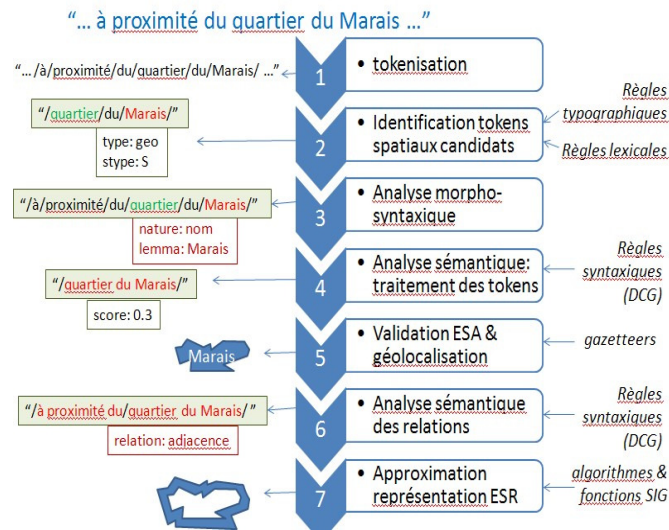 “... à proximité du quartier du Marais ...”
“.../à/proximité/du/quartier/du/Marais/ ...”
1
• tokenisation
“/quartier/du/Marais/”
type: geo
stype: S
2
• Identification tokens
spatiaux candidats
Règles
typographiques
Règles lexicales
“/à/proximité/du/quartier/du/Marais/”
nature: nom
lemma: Marais
3
• Analyse morpho-
syntaxique
“/quartier du Marais/”
score: 0.3
4
• Analyse sémantique:
traitement des tokens
Règles
syntaxiques
(DCG)
Marais
5
• Validation ESA &
géolocalisation
gazetteers
“/à proximité du/quartier du Marais/ ”
relation: adjacence
6
• Analyse sémantique
des relations
Règles
syntaxiques
(DCG)
7
• Approximation
représentation ESR
algorithmes &
fonctions SIG